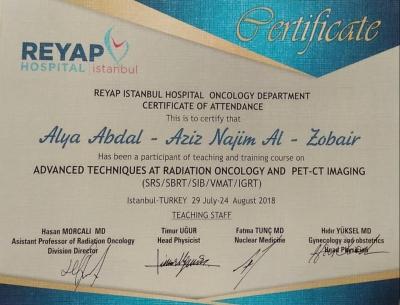 Certificate
REYAP
HOSPITAL istanbul
REYAP ISTANBUL HOSPITAL ONCOLOGY DEPARTMENT
CERTIFICATE OF ATTENDANCE
This is to certify that
Alya Abdal - Aziz Najim Al - Zobair
Has been a participant of teaching and training course on
ADVANCED TECHNIQUES AT RADIATION ONCOLOGY AND PET-CT IMAGING
(SRS/SBRT/SIB/VMAT/IGRT)
Istanbul-TURKEY 29 July-24 August 2018
TEACHING STAFF
Hasan MORCALI MD Timur UĞUR Fatma TUNÇ MD Hıdır YÜKSEL MD
Asistant Professor of Radiation Oncology Head Physicist Nuclear Medicine Gynecology and obstetrics
Division Director Head